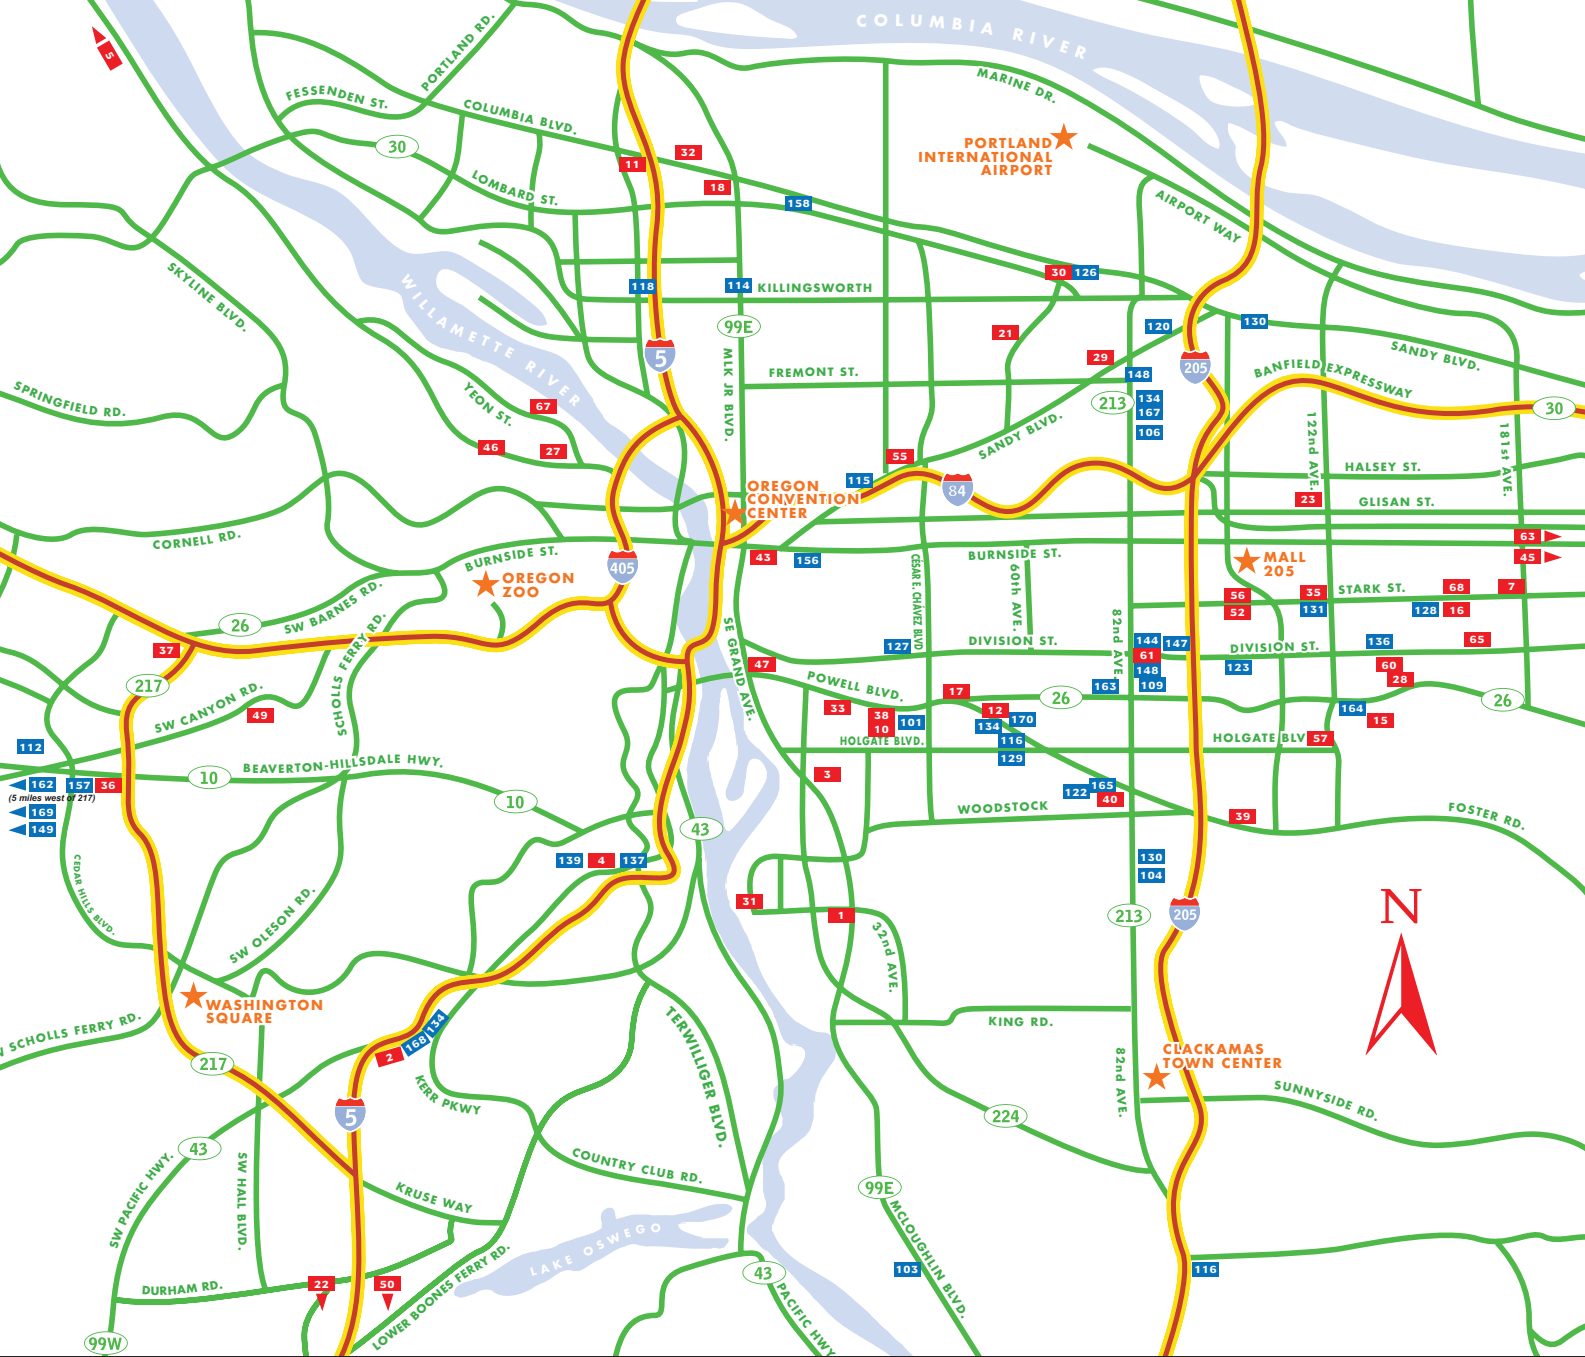 COLUMBIA RIVER
5
PORTLAND RD.
FESSENDEN ST.
COLUMBIA BLVD.
MARINE DR.
30
PORTLAND
INTERNATIONAL
AIRPORT
32
11
18
LOMBARD ST.
158
AIRPORT WAY
SKYLINE BLVD.
WILLAMETTE RIVER
118
114
KILLINGSWORTH
30
126
99E
120
130
21
5
29
205
SANDY BLVD.
BANFIELD EXPRESSWAY
MLK JR BLVD.
FREMONT ST.
148
SPRINGFIELD RD.
YEON ST.
67
213
134
167
106
30
122nd AVE.
181st AVE.
SANDY BLVD.
46
27
55
115
84
HALSEY ST.
OREGON
CONVENTION
CENTER
23
GLISAN ST.
CORNELL RD.
BURNSIDE ST.
43
156
BURNSIDE ST.
63
45
405
OREGON
ZOO
MALL
205
CÉSAR E. CHÁVEZ BLVD
60th AVE.
SW BARNES RD.
56
52
35
131
STARK ST.
68
7
128
16
82nd AVE.
26
SCHOLLS FERRY RD.
SE GRAND AVE.
127
DIVISION ST.
144
147
61
148
109
163
DIVISION ST.
123
136
65
60
28
37
217
47
POWELL BLVD.
17
26
26
SW CANYON RD.
49
33
38
10
101
12
134
170
116
129
164
15
112
HOLGATE BLVD.
HOLGATE BLV
57
10
BEAVERTON-HILLSDALE HWY.
3
162
157
36
(5 miles west of 217)
169
149
10
122
165
40
WOODSTOCK
39
FOSTER RD.
43
139
4
137
130
104
CEDAR HILLS BLVD.
SW OLESON RD.
31
1
32nd AVE.
213
205
N
WASHINGTON
SQUARE
W SCHOLLS FERRY RD.
2
168
134
TERWILLIGER BLVD.
KING RD.
217
CLACKAMAS
TOWN CENTER
82nd AVE.
KERR PKWY
5
224
SUNNYSIDE RD.
43
SW PACIFIC HWY.
SW HALL BLVD.
COUNTRY CLUB RD.
KRUSE WAY
99E
LAKE OSWEGO
MCLOUGHLIN BLVD.
LOWER BOONES FERRY RD.
DURHAM RD.
22
50
43
103
116
PACIFIC HWY
99W